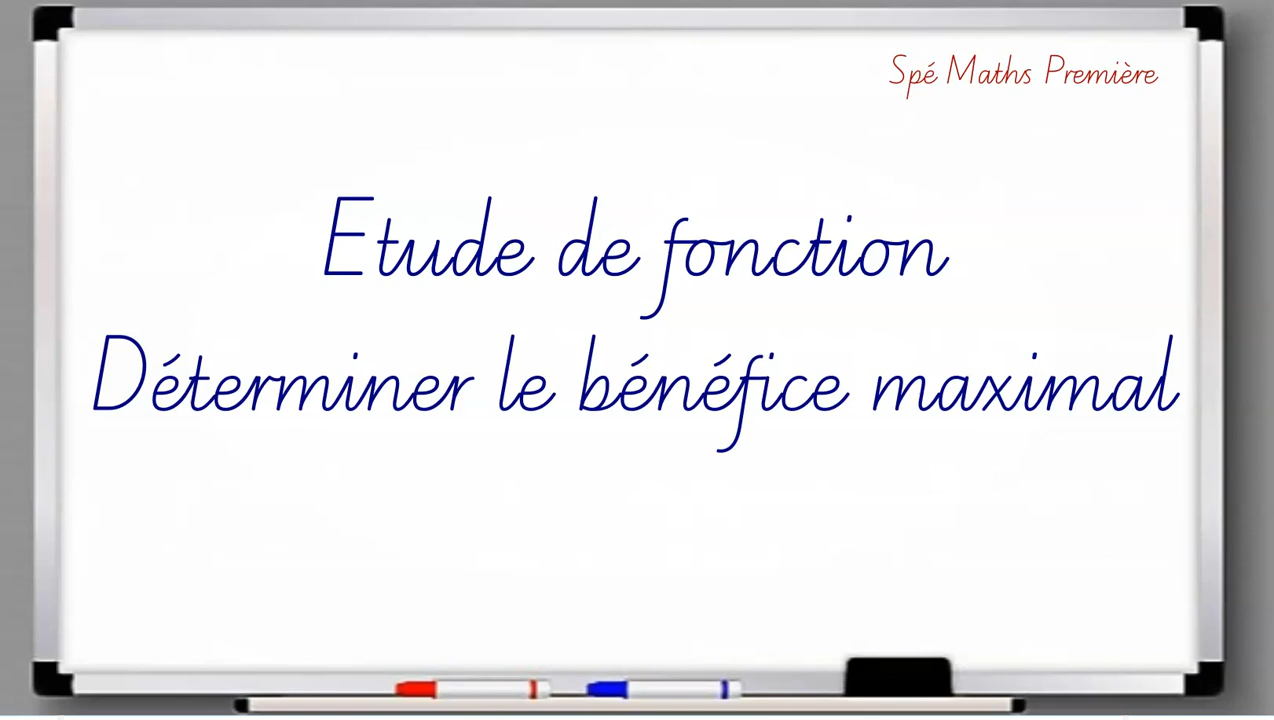 Spé Maths Première
Etude de fonction
Déterminer le bénéfice maximal